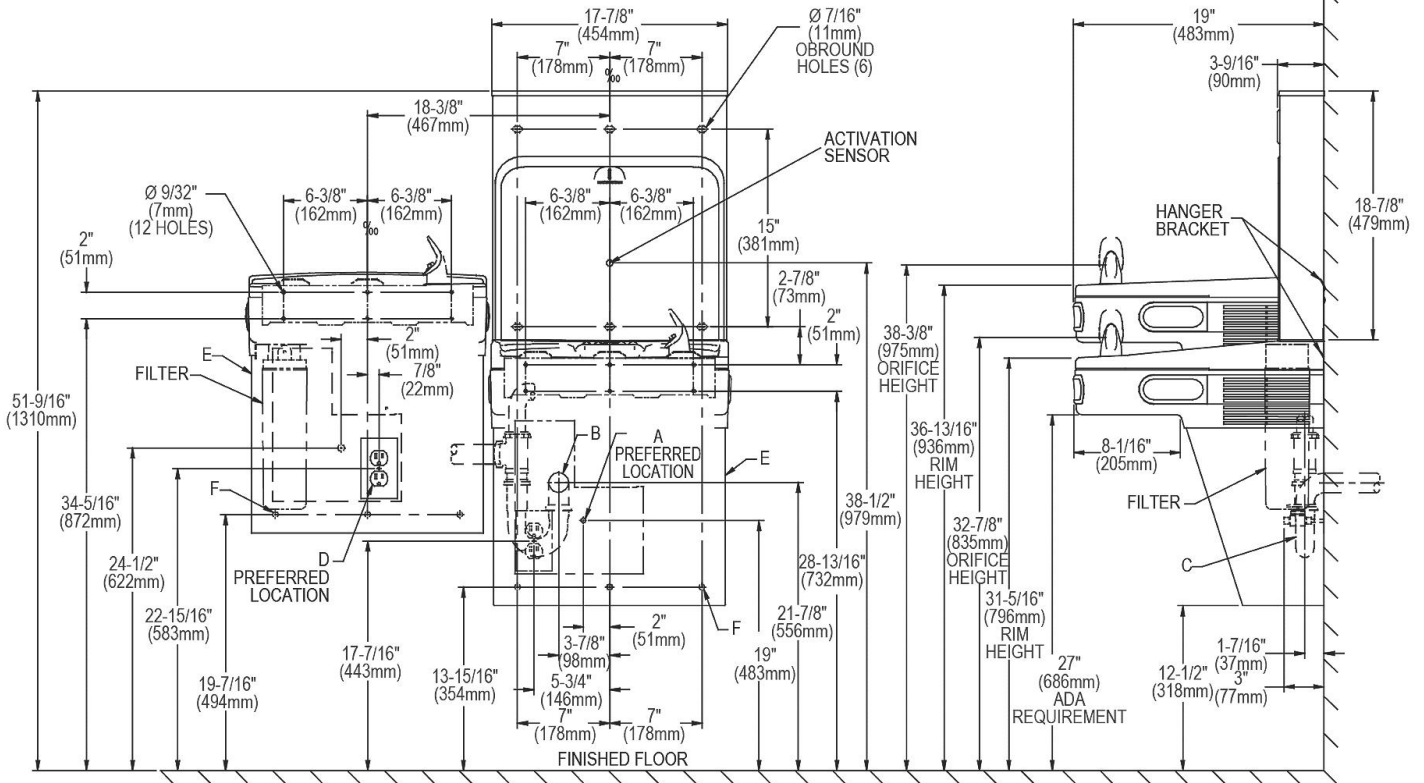 17-7/8"
(454mm)
7"
(178mm)
7"
(178mm)
%
Ø 7/16"
(11mm)
OBROUND
HOLES (6)
18-3/8"
(467mm)
ACTIVATION
SENSOR
Ø 9/32"
(7mm)
(12 HOLES)
6-3/8"
(162mm)
6-3/8"
(162mm)
%
6-3/8"
(162mm)
6-3/8"
(162mm)
15"
(381mm)
2"
(51mm)
2-7/8"
(73mm)
2"
(51mm)
2"
(51mm)
7/8"
(22mm)
E
FILTER
51-9/16"
(1310mm)
34-5/16"
(872mm)
F
24-1/2"
(622mm)
D
PREFERRED
LOCATION
22-15/16"
(583mm)
19-7/16"
(494mm)
B
A
PREFERRED
LOCATION
E
38-1/2"
(979mm)
28-13/16"
(732mm)
21-7/8"
(556mm)
F
2"
(51mm)
3-7/8"
(98mm)
17-7/16"
(443mm)
13-15/16"
(354mm)
5-3/4"
(146mm)
19"
(483mm)
7"
(178mm)
7"
(178mm)
FINISHED FLOOR
19"
(483mm)
3-9/16"
(90mm)
18-7/8"
(479mm)
HANGER
BRACKET
38-3/8"
(975mm)
ORIFICE
HEIGHT
36-13/16"
(936mm)
RIM
HEIGHT
8-1/16"
(205mm)
FILTER
32-7/8"
(835mm)
ORIFICE
HEIGHT
C
31-5/16"
(796mm)
RIM
HEIGHT
27"
(686mm)
ADA
REQUIREMENT
12-1/2"
(318mm)
1-7/16"
(37mm)
3"
(77mm)